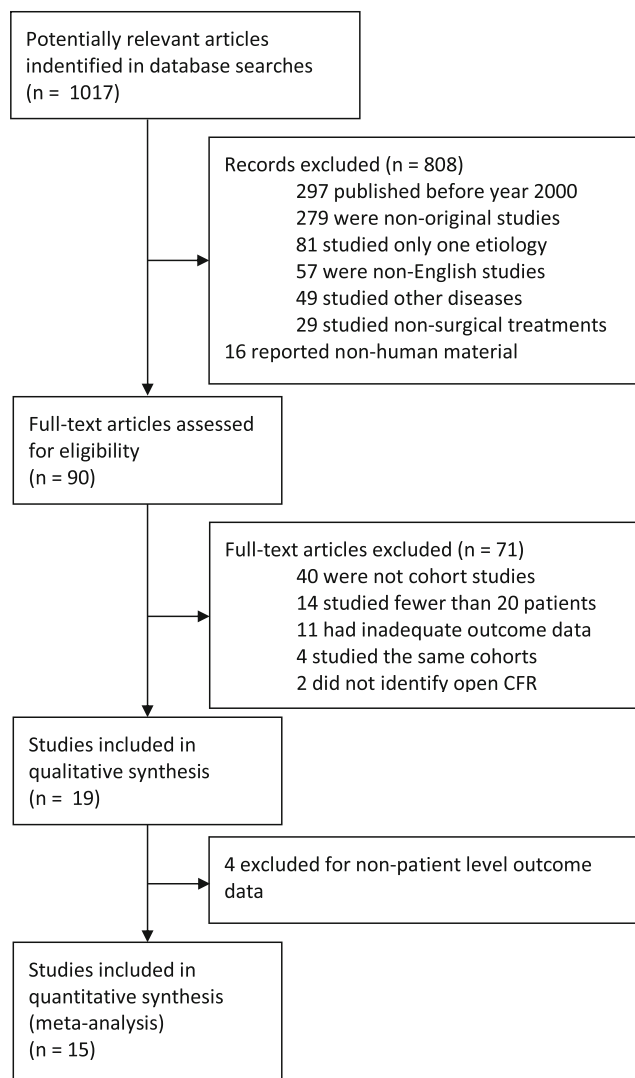 Potentially relevant articles
indentified in database searches
(n = 1017)
Records excluded (n = 808)
297 published before year 2000
279 were non-original studies
81 studied only one etiology
57 were non-English studies
49 studied other diseases
29 studied non-surgical treatments
16 reported non-human material
Full-text articles assessed
for eligibility
(n = 90)
Full-text articles excluded (n = 71)
40 were not cohort studies
14 studied fewer than 20 patients
11 had inadequate outcome data
4 studied the same cohorts
2 did not identify open CFR
Studies included in
qualitative synthesis
(n = 19)
4 excluded for non-patient level outcome
data
Studies included in
quantitative synthesis
(meta-analysis)
(n = 15)